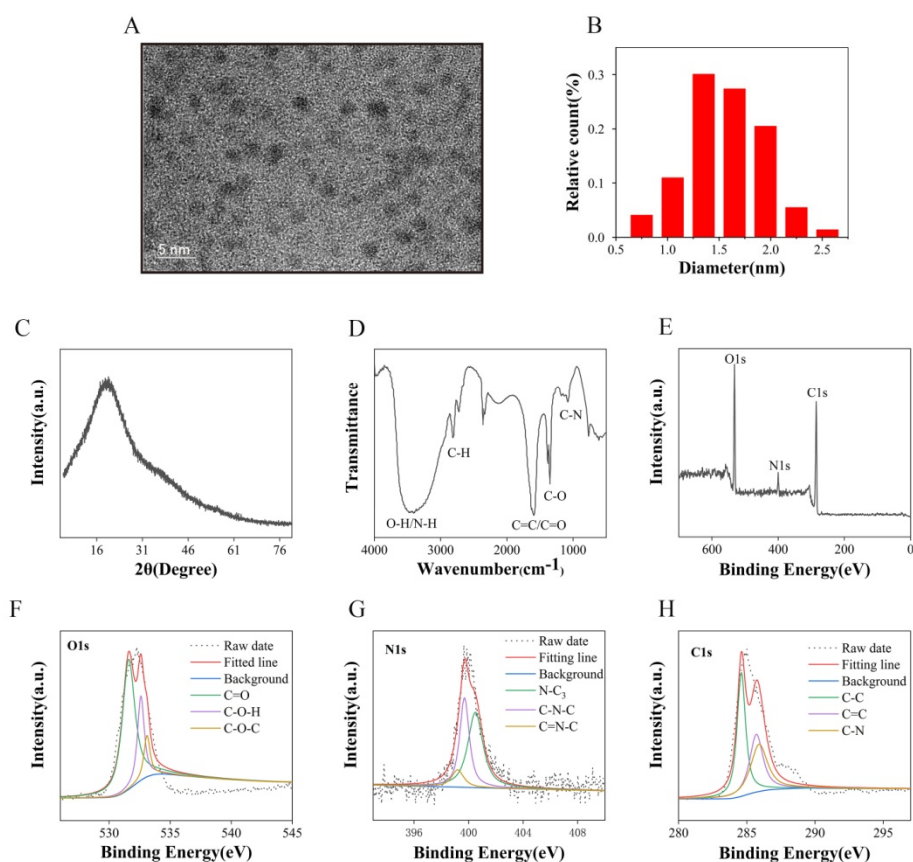 A
5 nm
B
Relative count(%)
0.3
0.2
0.1
0.0
0.5 1.0 1.5 2.0 2.5
Diameter(nm)
C
Intensity(a.u.)
16 31 46 61 76
2θ(Degree)
D
Transmittance
C-H
C-N
C-O
O-H/N-H
C=C/C=O
4000 3000 2000 1000
Wavenumber(cm-1)
E
Intensity(a.u.)
O1s
C1s
N1s
600 400 200 0
Binding Energy(eV)
F
O1s
Raw date
Fitted line
Background
C=O
C-O-H
C-O-C
Intensity(a.u.)
530 535 540 545
Binding Energy(eV)
G
N1s
Raw date
Fitting line
Background
N-C3
C-N-C
C=N-C
Intensity(a.u.)
396 400 404 408
Binding Energy(eV)
H
C1s
Raw date
Fitting line
Background
C-C
C=C
C-N
Intensity(a.u.)
280 285 290 295
Binding Energy(eV)